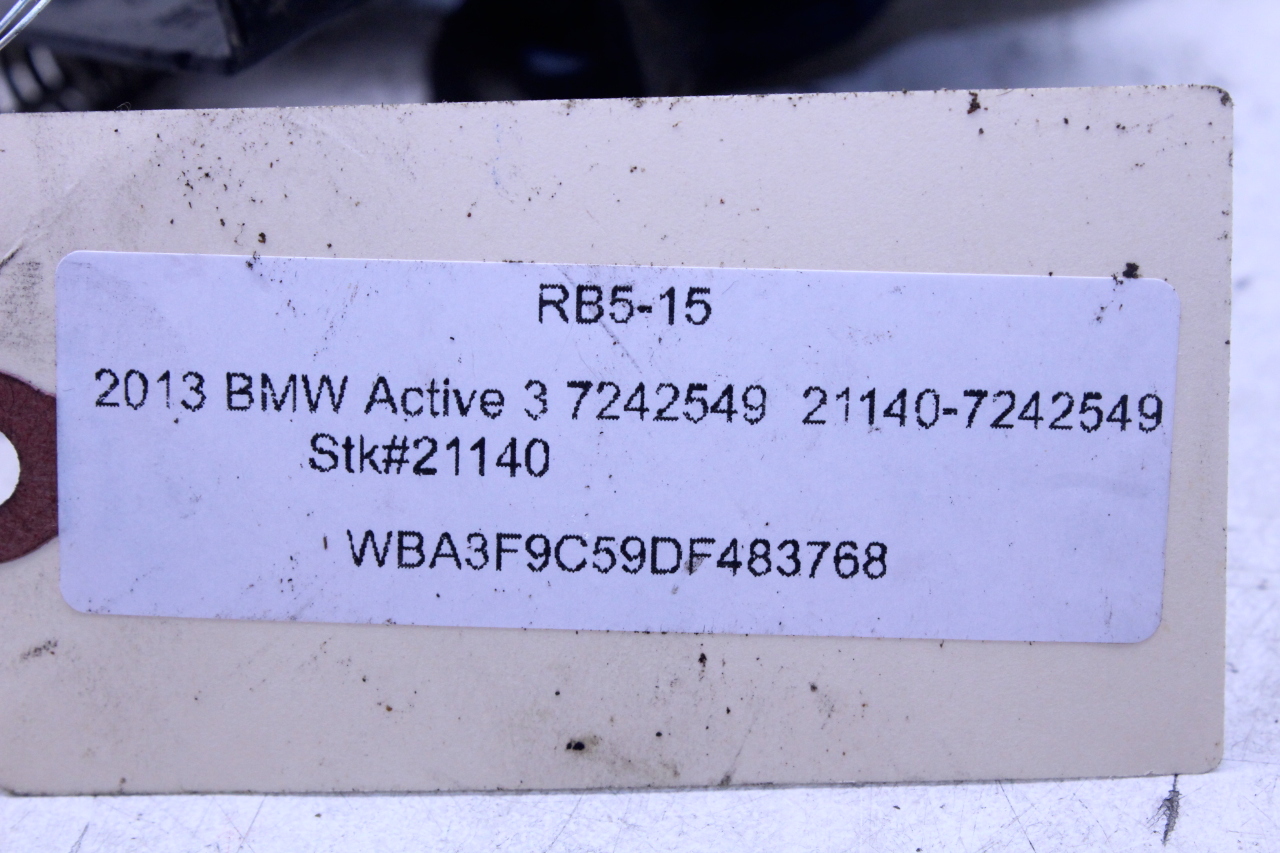 RB5-15
2013 BMW Active 3 7242549 21140-7242549
Stk#21140
WBA3F9C59DF483768